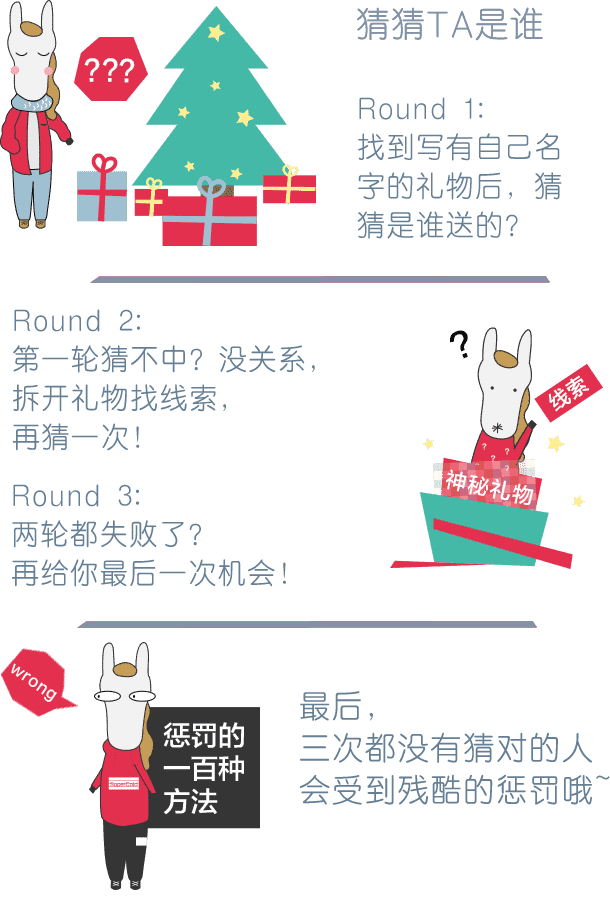 猜猜TA是谁
???
Round 1:
找到写有自己名
字的礼物后，猜
猜是谁送的？
Round 2:
第一轮猜不中？没关系，
拆开礼物找线索，
再猜一次！
?
线索
神秘礼物
Round 3:
两轮都失败了？
再给你最后一次机会！
wrong
惩罚的
一百种
方法
SuperCold
最后，
三次都没有猜对的人
会受到残酷的惩罚哦~